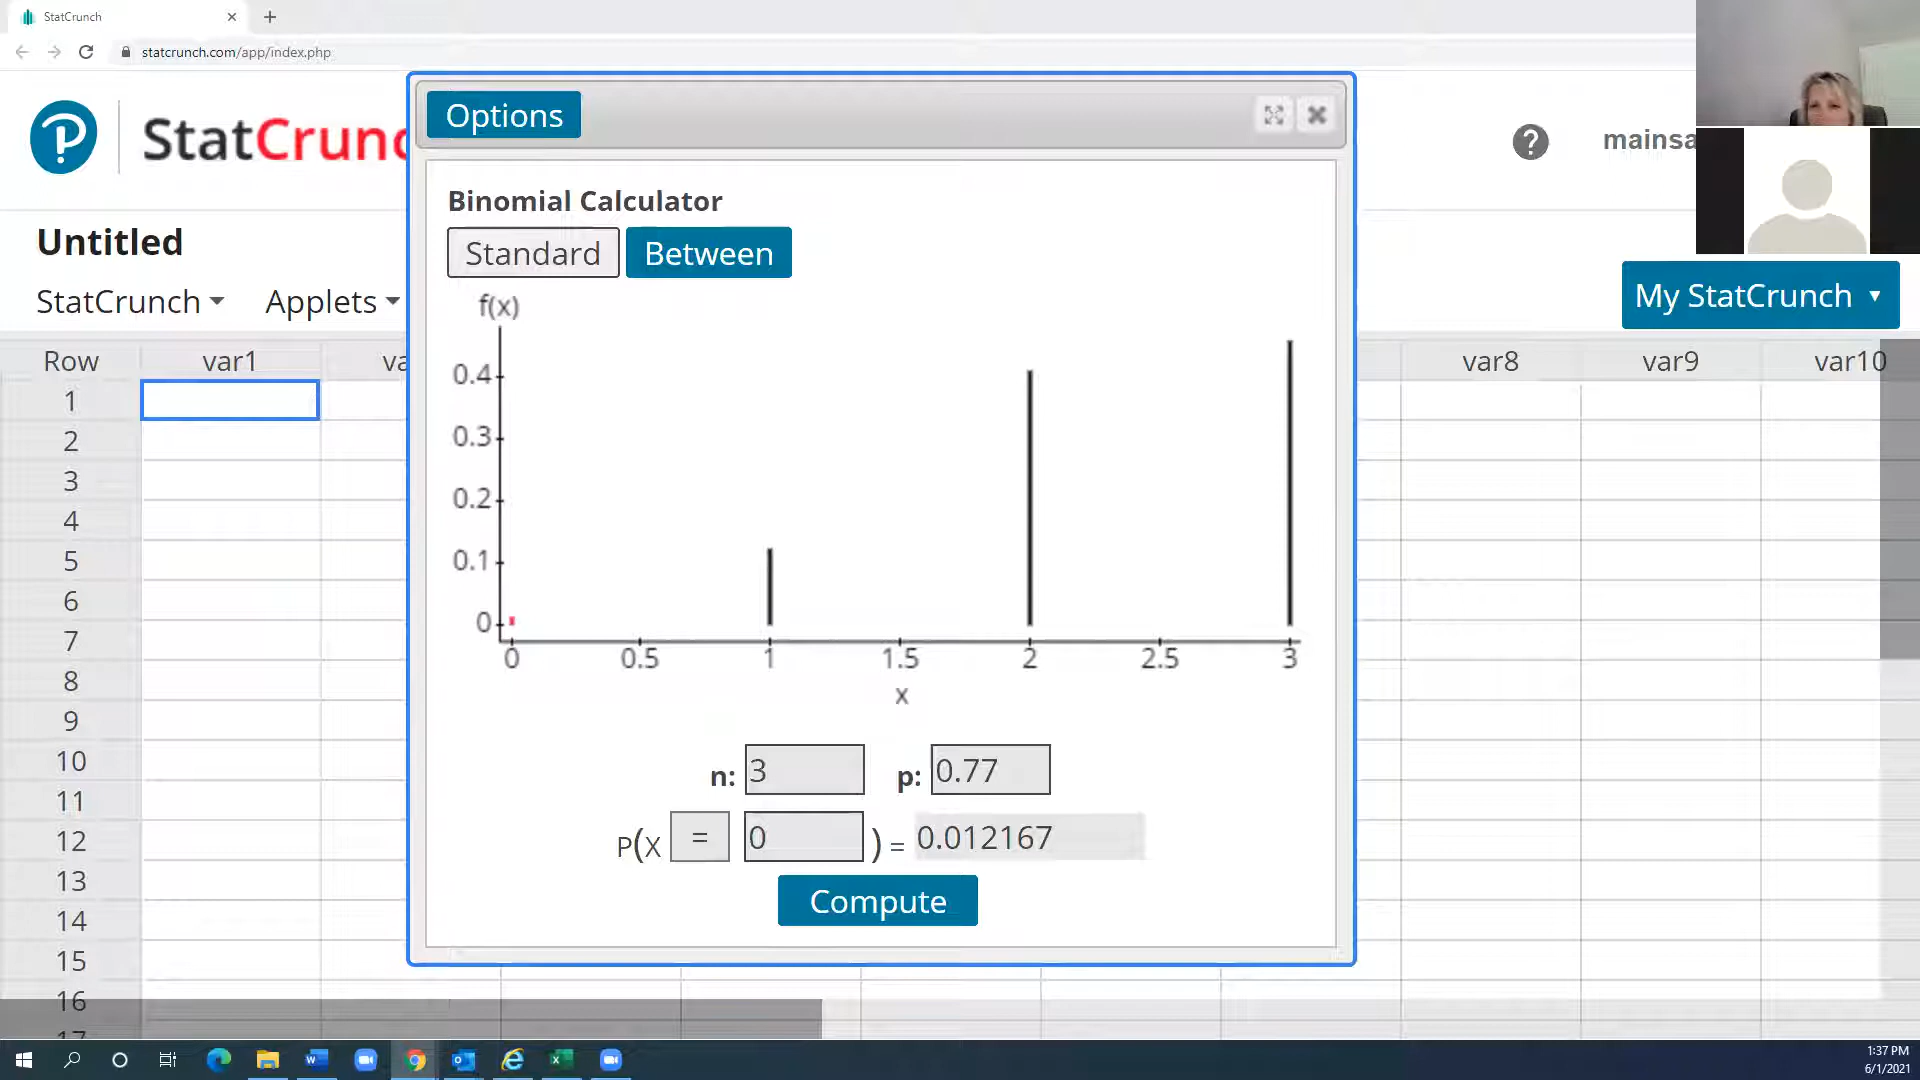 StatCrunch
statcrunch.com/app/index.php
Options
StatCrunc
mainsa
Binomial Calculator
Untitled
Standard Between
StatCrunch Applets
My StatCrunch
f(x)
Row var1 va var8 var9 var10
0.4
0.3
0.2
0.1
0
0 0.5 1 1.5 2 2.5 3
x
1
2
3
4
5
6
7
8
9
10
11
12
13
14
15
16
17
n: 3 p: 0.77
P(X = 0 ) = 0.012167
Compute
1:37 PM
6/1/2021